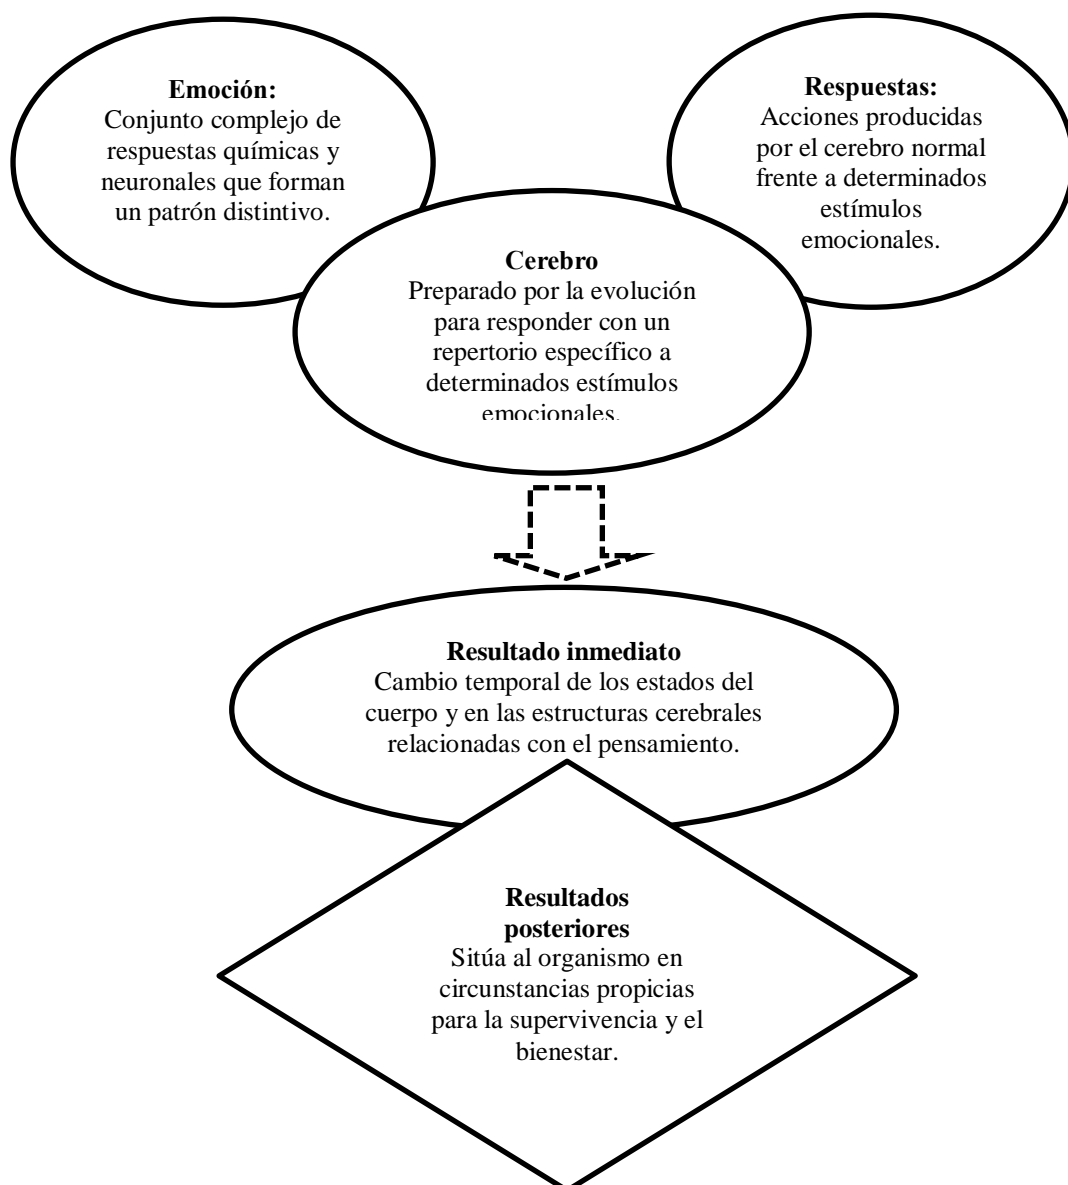 Emoción:
Conjunto complejo de
respuestas químicas y
neuronales que forman
un patrón distintivo.
Respuestas:
Acciones producidas
por el cerebro normal
frente a determinados
estímulos
emocionales.
Cerebro
Preparado por la evolución
para responder con un
repertorio específico a
determinados estímulos
emocionales.
Resultado inmediato
Cambio temporal de los estados del
cuerpo y en las estructuras cerebrales
relacionadas con el pensamiento.
Resultados
posteriores
Sitúa al organismo en
circunstancias propicias
para la supervivencia y el
bienestar.